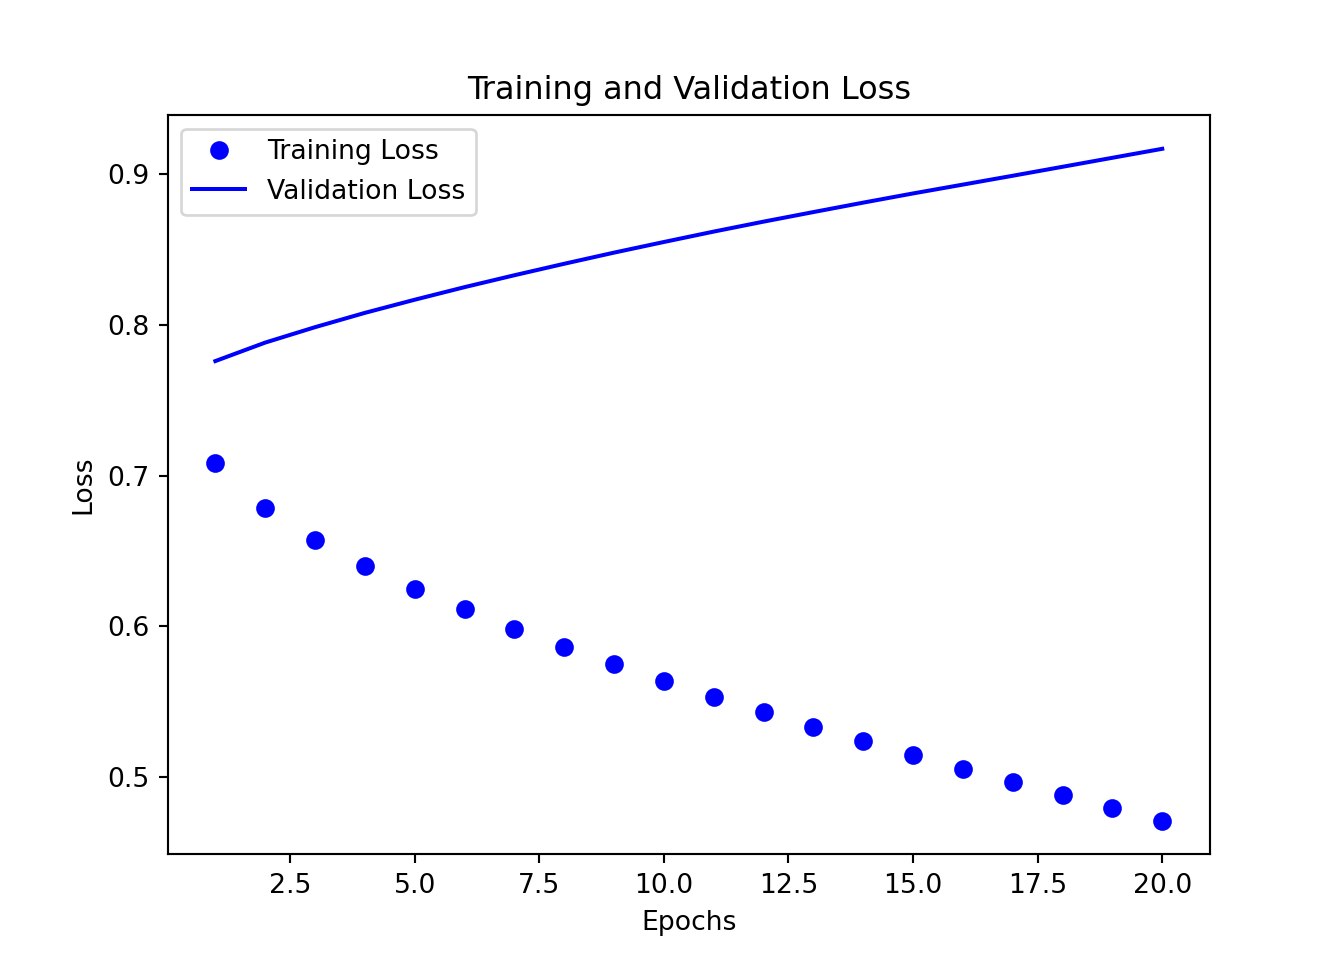 Training and Validation Loss
Training Loss
Validation Loss
0.9
0.8
0.7
0.6
0.5
Loss
2.5 5.0 7.5 10.0 12.5 15.0 17.5 20.0
Epochs